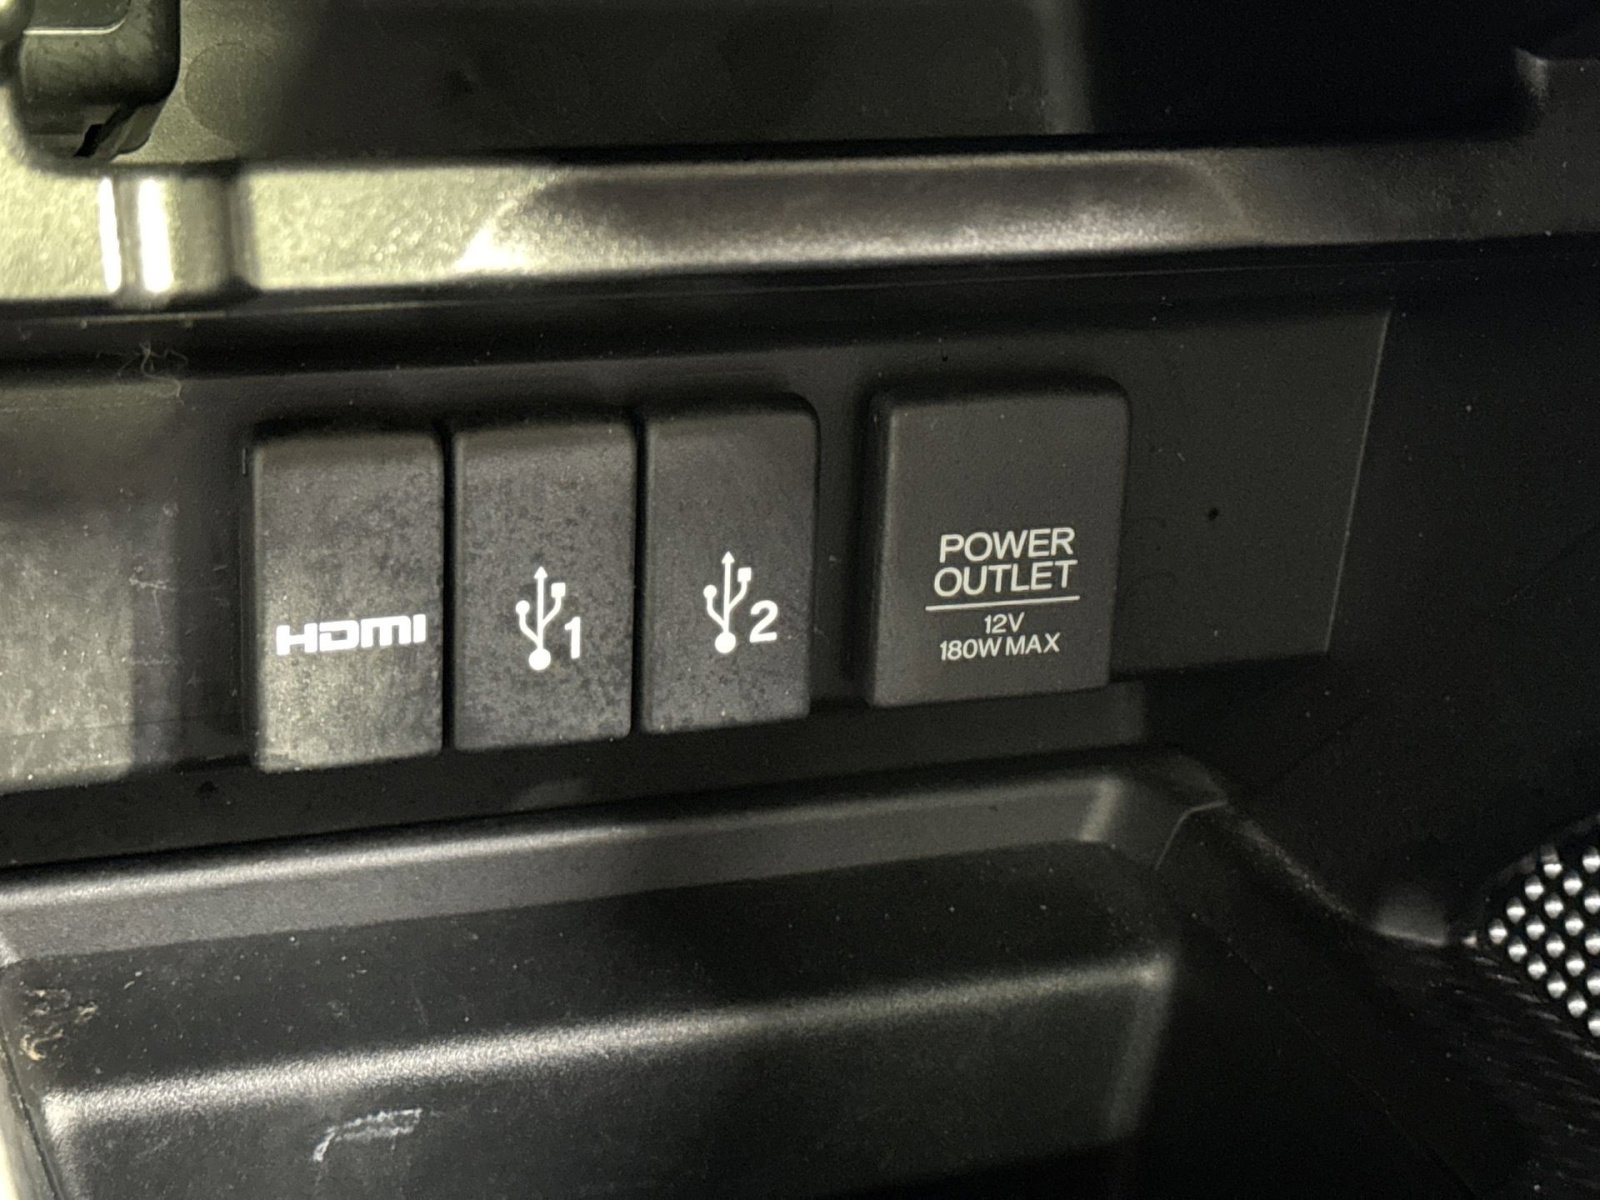 HDMI
1
2
POWER
OUTLET
12V
180W MAX